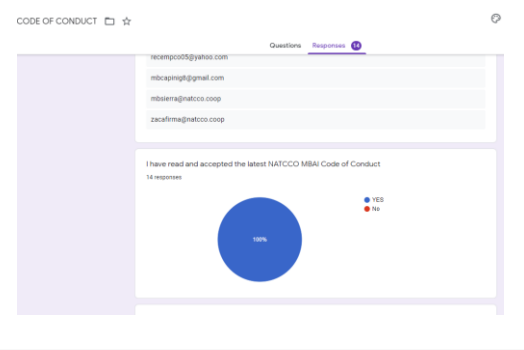 CODE OF CONDUCT
Questions Responses 14
recempco05@yahoo.com
mbcapinig8@gmail.com
mbsierra@natcco.coop
zacafirma@natcco.coop
I have read and accepted the latest NATCCO MBAI Code of Conduct
14 responses
YES
No
100%